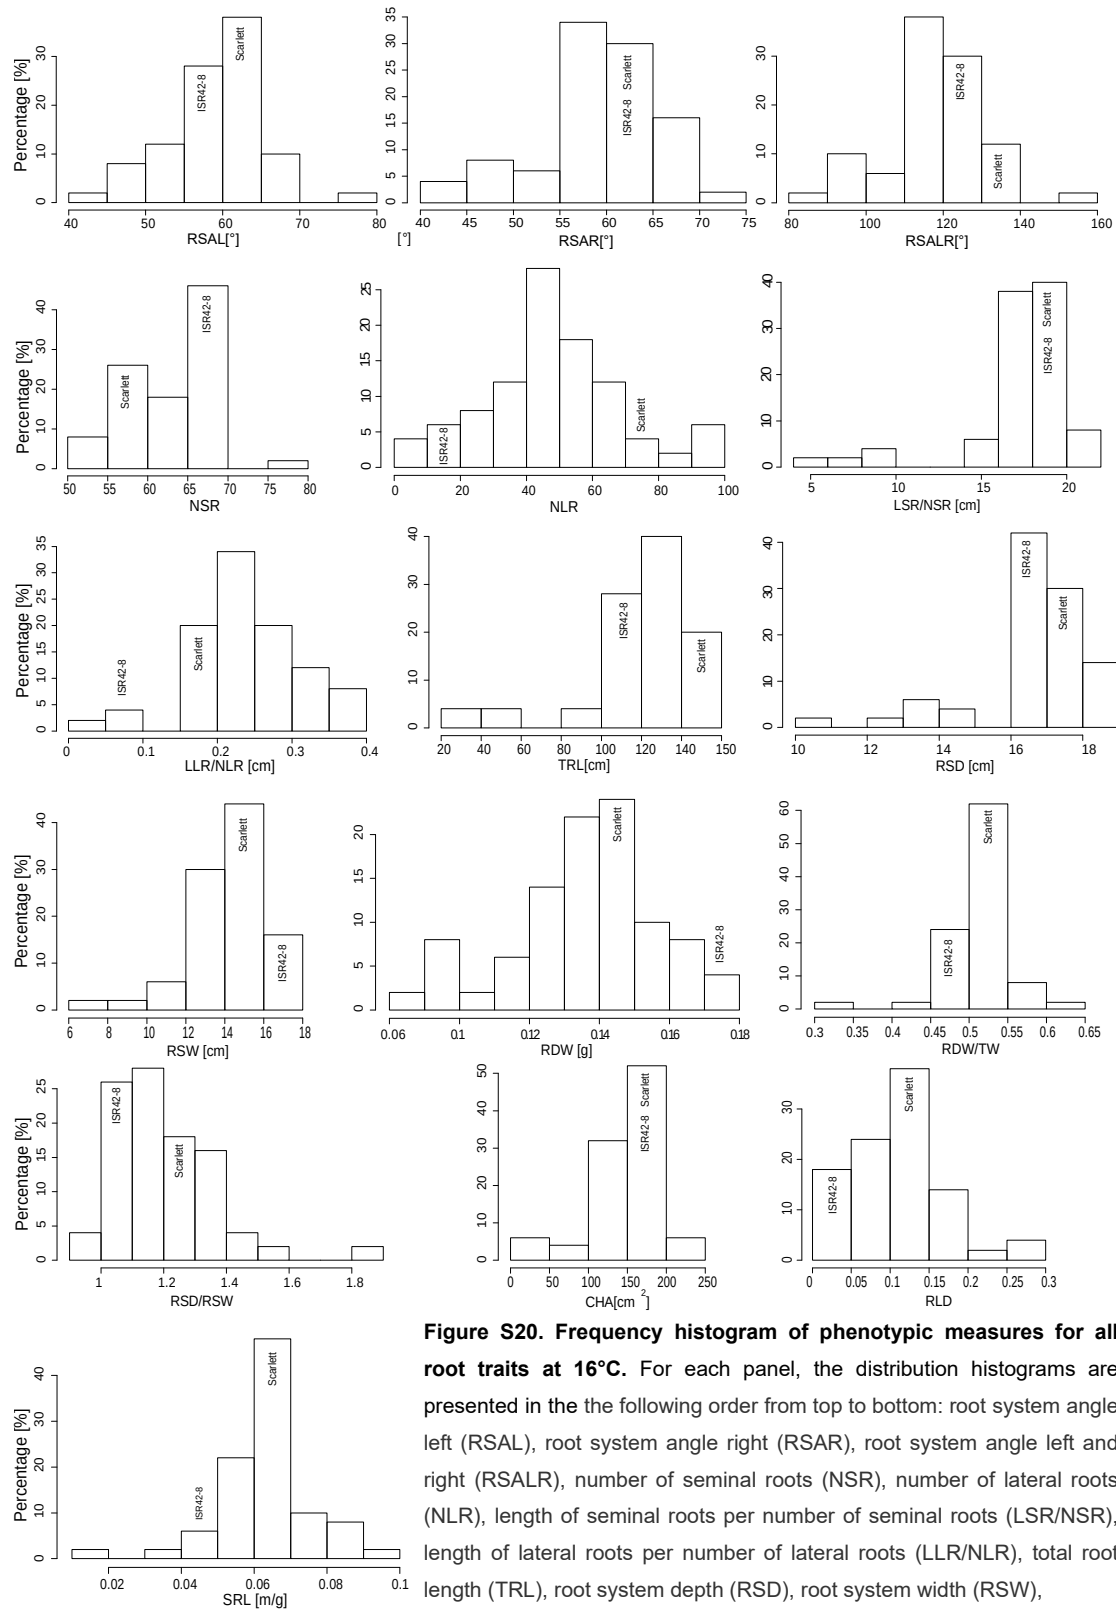 Percentage [%]
0 10 20 30
ISR42-8
Scarlett
40 50 60 70 80
RSAL[°]
0 5 10 15 20 25 30 35
ISR42-8 Scarlett
40 45 50 55 60 65 70 75
[°]
RSAR[°]
0 10 20 30
ISR42-8
Scarlett
80 100 120 140 160
RSALR[°]
Percentage [%]
0 10 20 30 40
Scarlett
ISR42-8
50 55 60 65 70 75 80
NSR
0 5 10 15 20 25
ISR42-8
Scarlett
0 20 40 60 80 100
NLR
0 10 20 30 40
ISR42-8 Scarlett
5 10 15 20
LSR/NSR [cm]
Percentage [%]
0 5 10 15 20 25 30 35
ISR42-8
Scarlett
0 0.1 0.2 0.3 0.4
LLR/NLR [cm]
0 10 20 30 40
ISR42-8
Scarlett
20 40 60 80 100 120 140 150
TRL[cm]
0 10 20 30 40
ISR42-8
Scarlett
10 12 14 16 18
RSD [cm]
Percentage [%]
0 10 20 30 40
Scarlett
ISR42-8
6 8 10 12 14 16 18
RSW [cm]
0 5 10 20
Scarlett
ISR42-8
0.06 0.1 0.12 0.14 0.16 0.18
RDW [g]
0 10 20 30 40 50 60
ISR42-8
Scarlett
0.3 0.35 0.4 0.45 0.5 0.55 0.6 0.65
RDW/TW
Percentage [%]
0 5 10 15 20 25
ISR42-8
Scarlett
1 1.2 1.4 1.6 1.8
RSD/RSW
0 10 20 30 40 50
ISR42-8 Scarlett
0 50 100 150 200 250
CHA[cm 2]
0 10 20 30
ISR42-8
Scarlett
0 0.05 0.1 0.15 0.2 0.25 0.3
RLD
Percentage [%]
0 10 20 30 40
ISR42-8
Scarlett
0.02 0.04 0.06 0.08 0.1
SRL [m/g]
Figure S20. Frequency histogram of phenotypic measures for all
root traits at 16°C. For each panel, the distribution histograms are
presented in the the following order from top to bottom: root system angle
left (RSAL), root system angle right (RSAR), root system angle left and
right (RSALR), number of seminal roots (NSR), number of lateral roots
(NLR), length of seminal roots per number of seminal roots (LSR/NSR),
length of lateral roots per number of lateral roots (LLR/NLR), total root
length (TRL), root system depth (RSD), root system width (RSW),